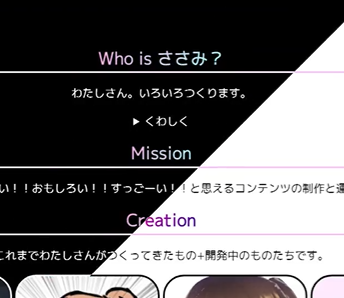 Who is ささみ？
わたしさん。いろいろつくります。
▶ くわしく
Mission
い！！おもしろい！！すっごーい！！と思えるコンテンツの制作と運
Creation
これまでわたしさんがつくってきたもの+開発中のものたちです。